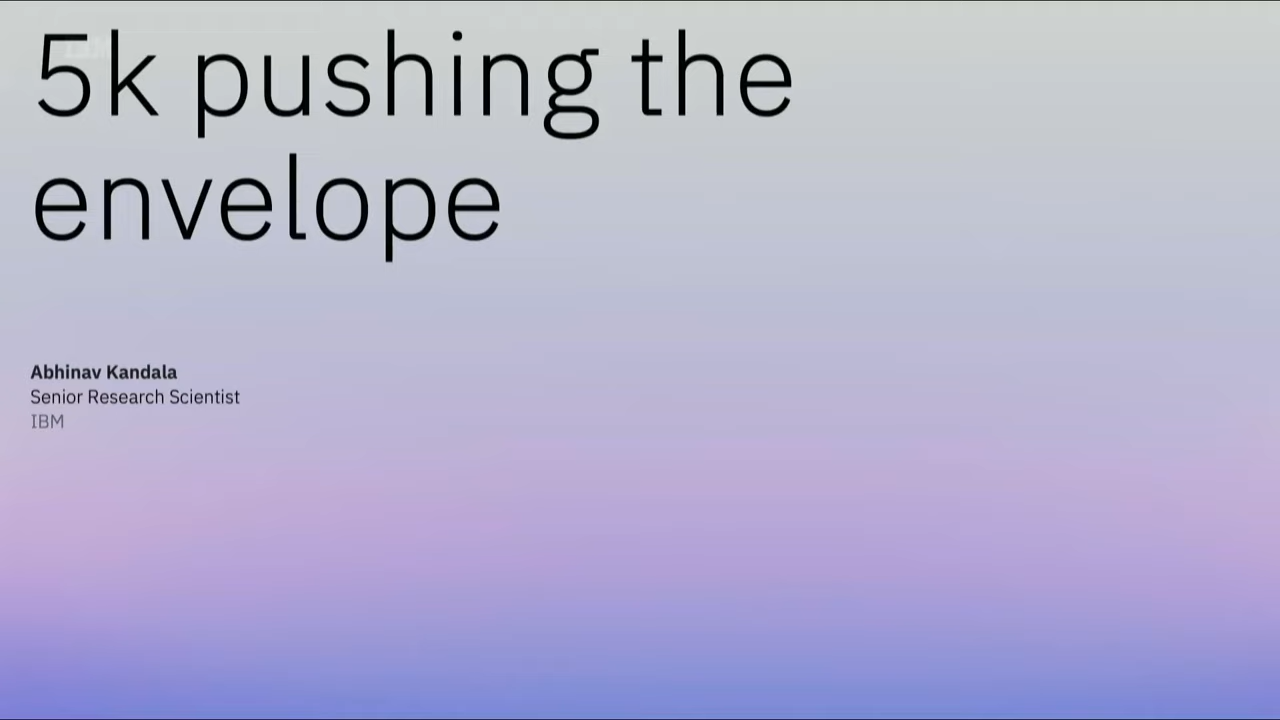 5k pushing the
envelope
Abhinav Kandala
Senior Research Scientist
IBM